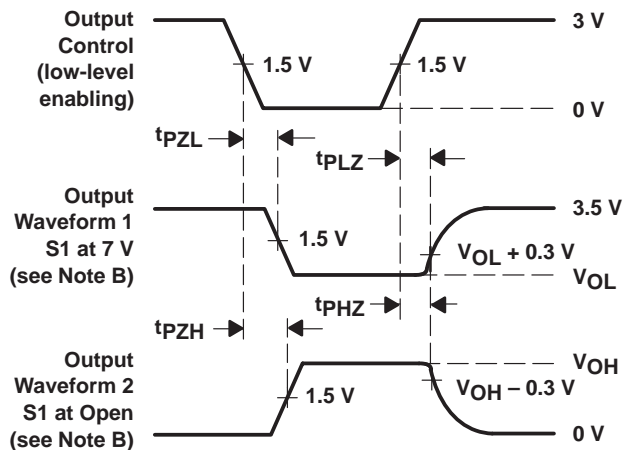 Output
Control
(low-level
enabling)
1.5 V
1.5 V
3 V
0 V
tPZL
tPLZ
Output
Waveform 1
S1 at 7 V
(see Note B)
1.5 V
3.5 V
VOL + 0.3 V
VOL
tPZH
tPHZ
Output
Waveform 2
S1 at Open
(see Note B)
1.5 V
VOH
VOH – 0.3 V
0 V